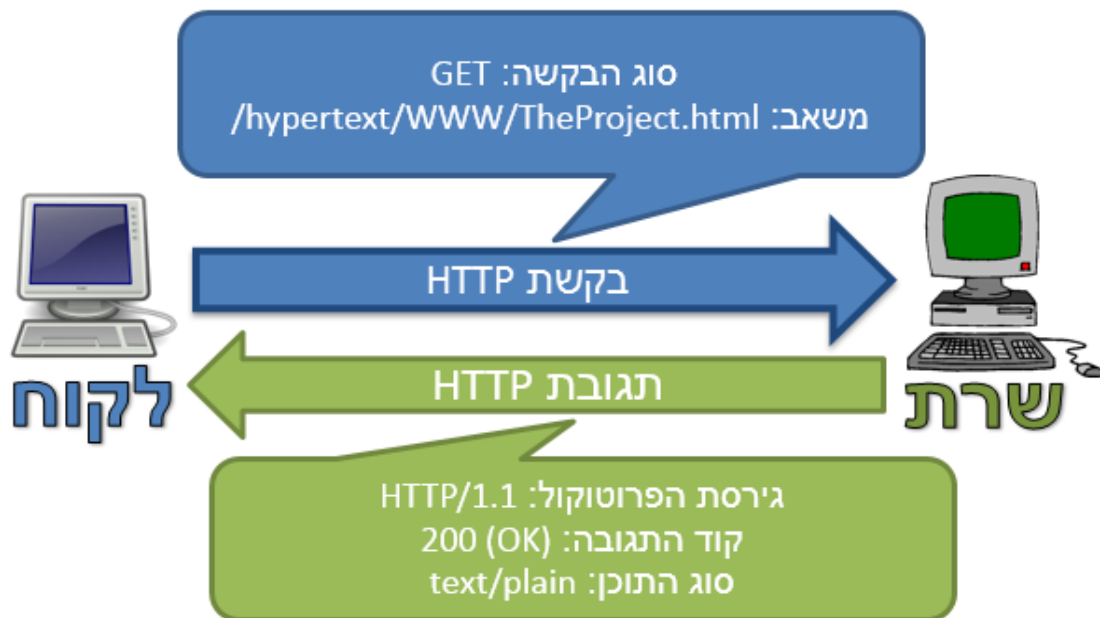 סוג הבקשה: GET
משאב: /hypertext/WWW/TheProject.html
בקשת HTTP
תגובת HTTP
לקוח
שרת
גירסת הפרוטוקול: HTTP/1.1
קוד התגובה: 200 (OK)
סוג התוכן: text/plain